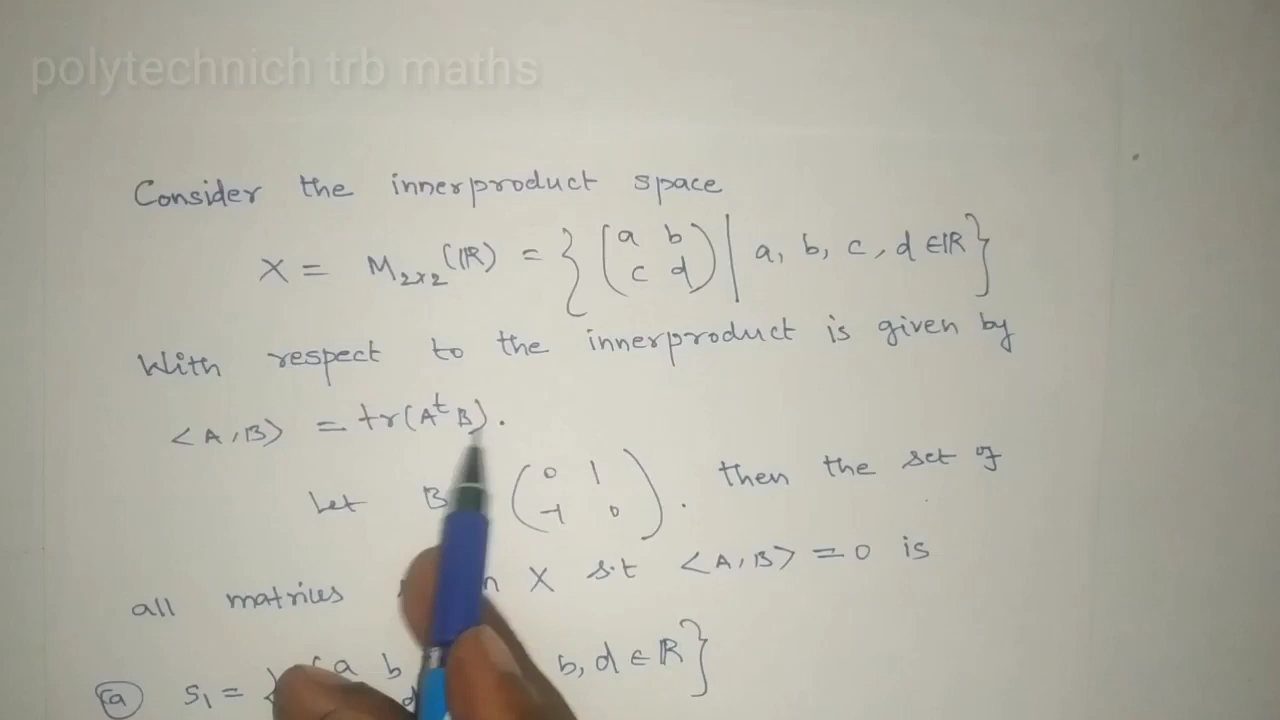 polytechnich trb maths
Consider the innerproduct space
X = M₂ₓ₂(ℝ) = { (a b | a, b, c, d ∈ ℝ }
c d)
With respect to the innerproduct is given by
<A, B> = tr(Aᵗ B).
Let B (0 1 . then the set of
-1 0)
all matrices X s.t <A, B> = 0 is
(a) S₁ = { (a b b, d ∈ ℝ }
d